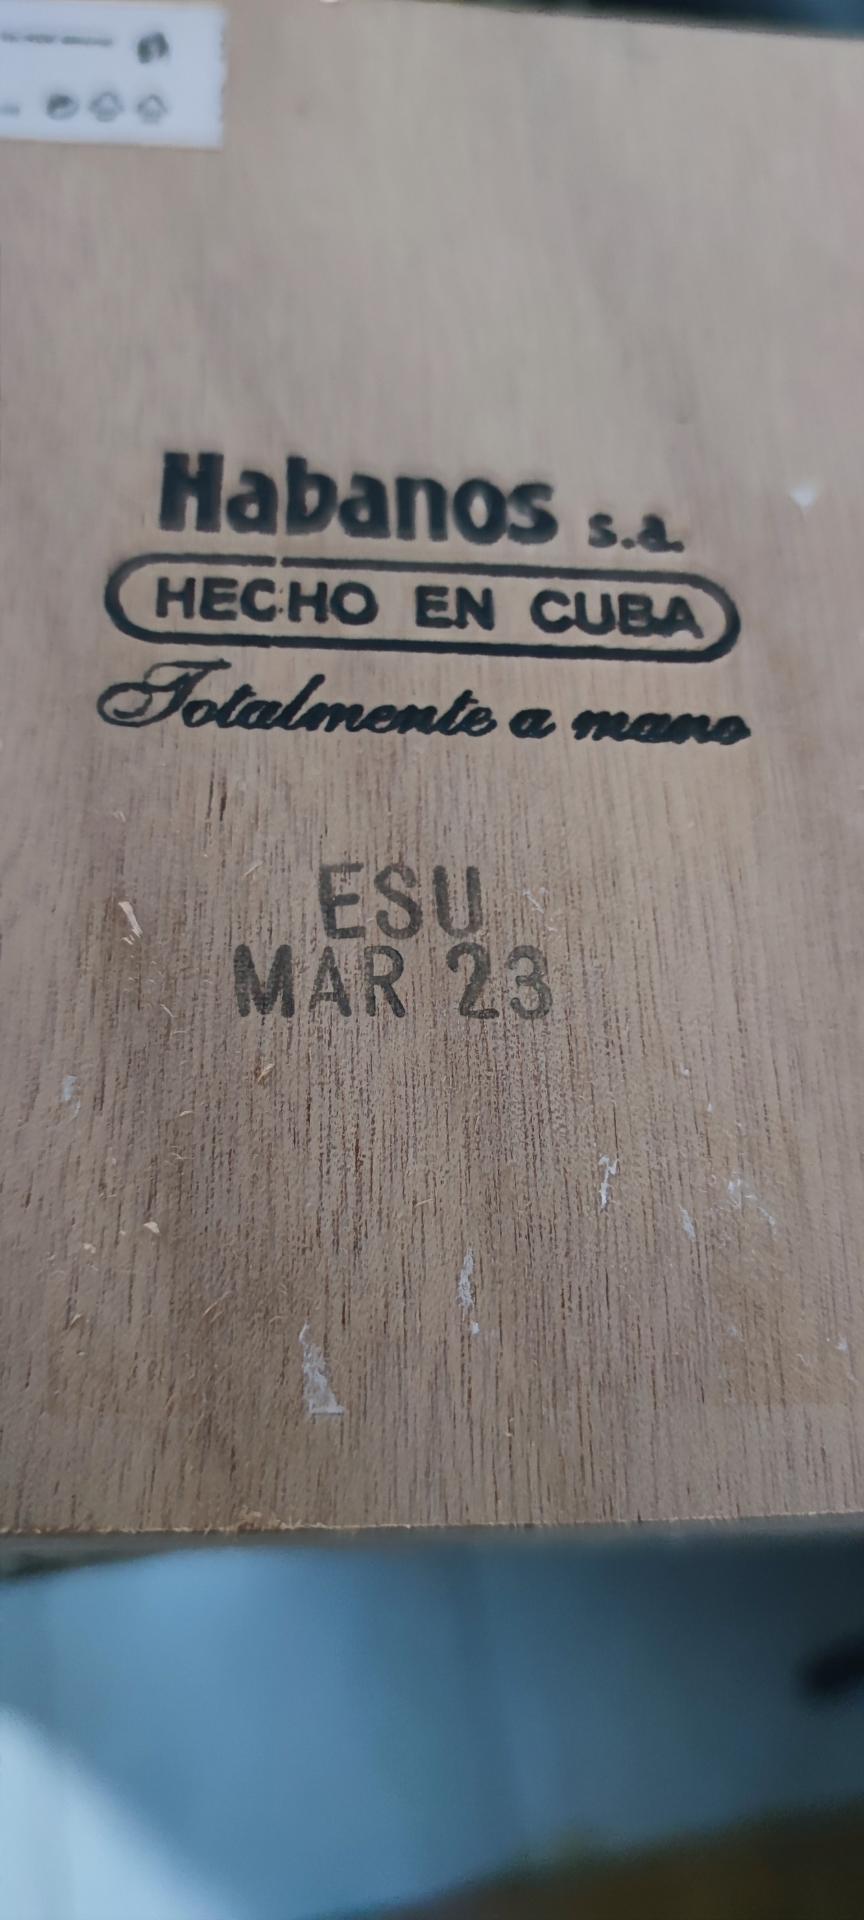 Habanos s.a.
HECHO EN CUBA
Totalmente a mano
ESU
MAR 23